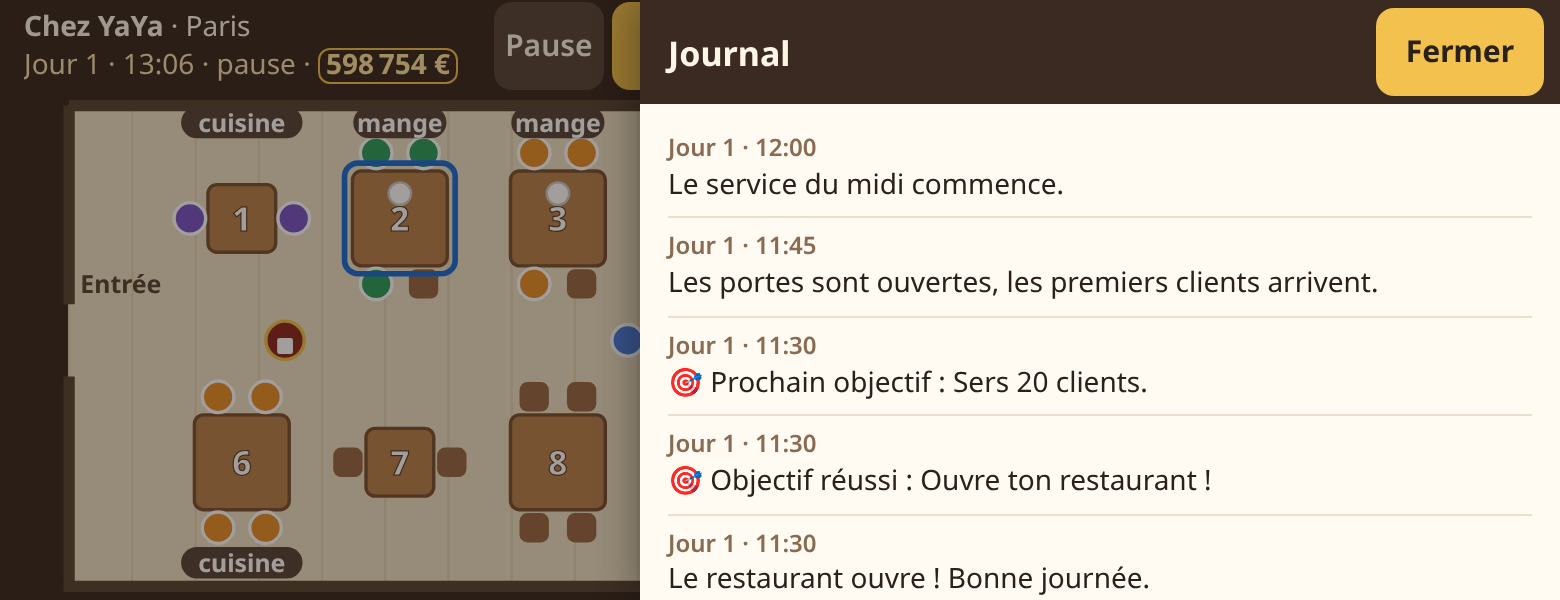 Chez YaYa · Paris
Jour 1 · 13:06 · pause · 598 754 €
Pause
cuisine
mange
mange
1
2
3
Entrée
6
7
8
cuisine
Journal
Fermer
Jour 1 · 12:00
Le service du midi commence.
Jour 1 · 11:45
Les portes sont ouvertes, les premiers clients arrivent.
Jour 1 · 11:30
🎯 Prochain objectif : Sers 20 clients.
Jour 1 · 11:30
🎯 Objectif réussi : Ouvre ton restaurant !
Jour 1 · 11:30
Le restaurant ouvre ! Bonne journée.